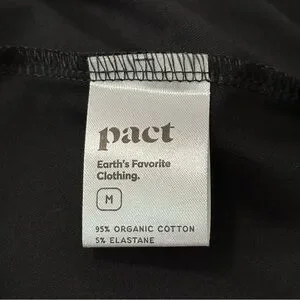 pact
Earth's Favorite
Clothing.
M
95% ORGANIC COTTON
5% ELASTANE